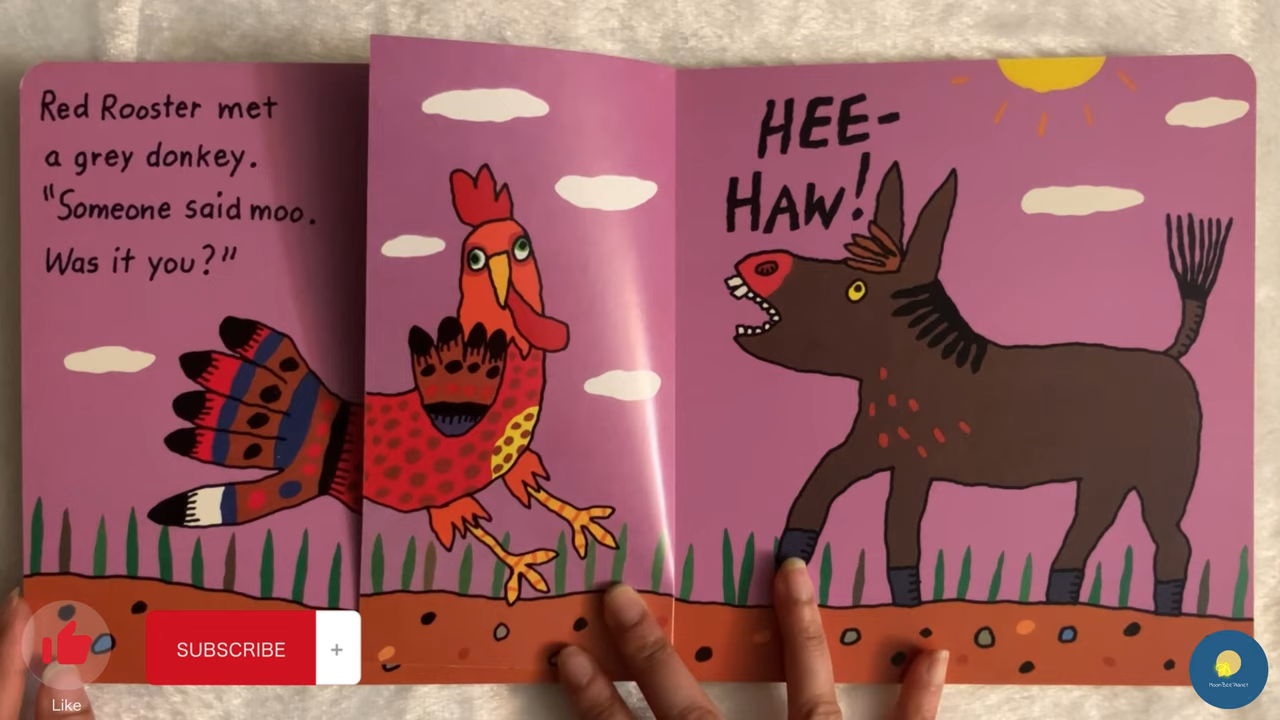 Red Rooster met
a grey donkey.
"Someone said moo.
Was it you?"
HEE-
HAW!
SUBSCRIBE
Like